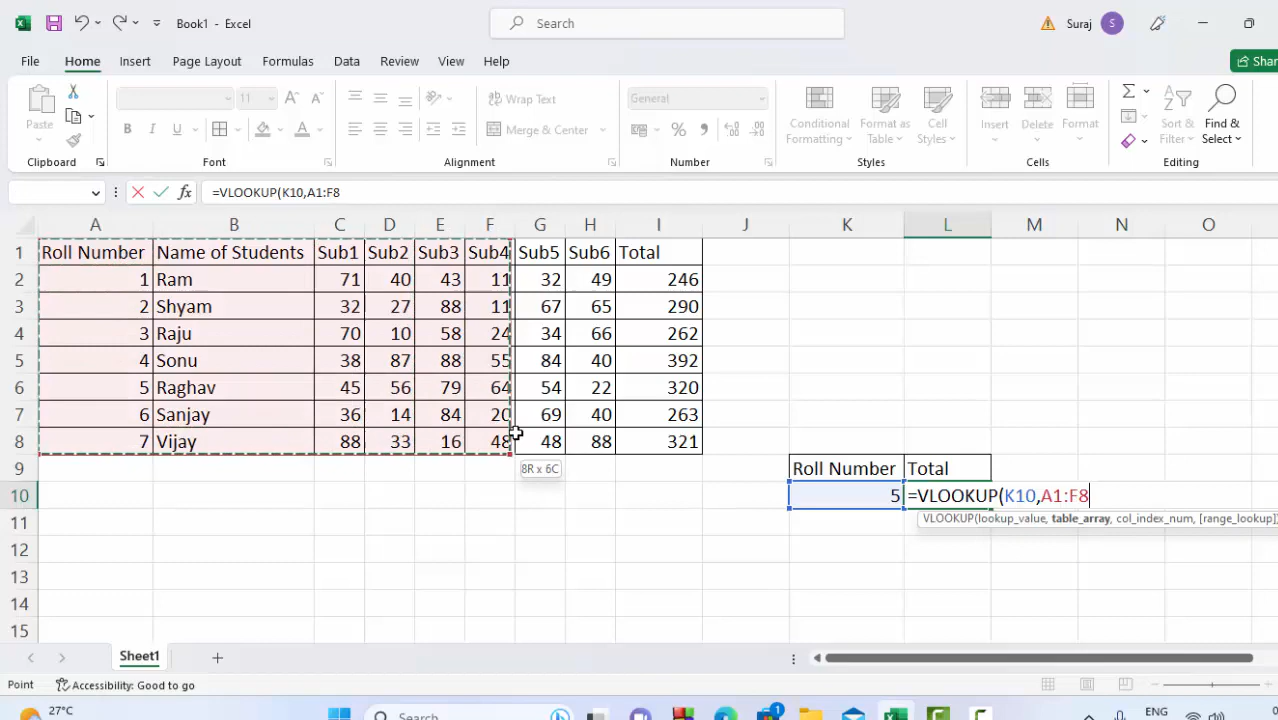 Book1 - Excel
Search
Suraj
S
File Home Insert Page Layout Formulas Data Review View Help
Share
Paste
11
B I U
Wrap Text
Merge & Center
General
Conditional Formatting
Format as Table
Cell Styles
Insert Delete Format
Sort & Filter
Find & Select
Clipboard Font Alignment Number Styles Cells Editing
fx =VLOOKUP(K10,A1:F8
A B C D E F G H I J K L M N O
1 Roll Number Name of Students Sub1 Sub2 Sub3 Sub4 Sub5 Sub6 Total
2 1 Ram 71 40 43 11 32 49 246
3 2 Shyam 32 27 88 11 67 65 290
4 3 Raju 70 10 58 24 34 66 262
5 4 Sonu 38 87 88 55 84 40 392
6 5 Raghav 45 56 79 64 54 22 320
7 6 Sanjay 36 14 84 20 69 40 263
8 7 Vijay 88 33 16 48 48 88 321
9 8R x 6C Roll Number Total
10 5 =VLOOKUP(K10,A1:F8
11 VLOOKUP(lookup_value, table_array, col_index_num, [range_lookup])
12
13
14
15
Sheet1
Point Accessibility: Good to go
27°C
Search
1
ENG